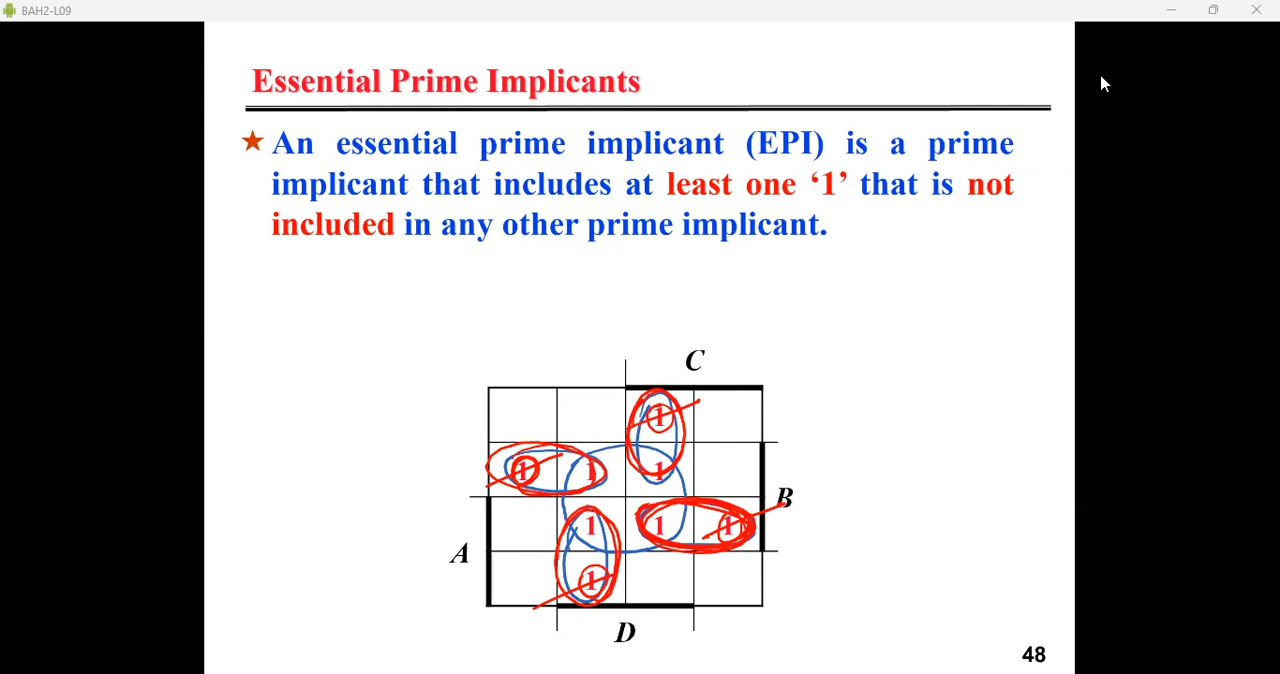 BAH2-L09
Essential Prime Implicants
★ An essential prime implicant (EPI) is a prime
implicant that includes at least one ‘1’ that is not
included in any other prime implicant.
C
1
1 1 1
B
1 1 1
A
1
D
48